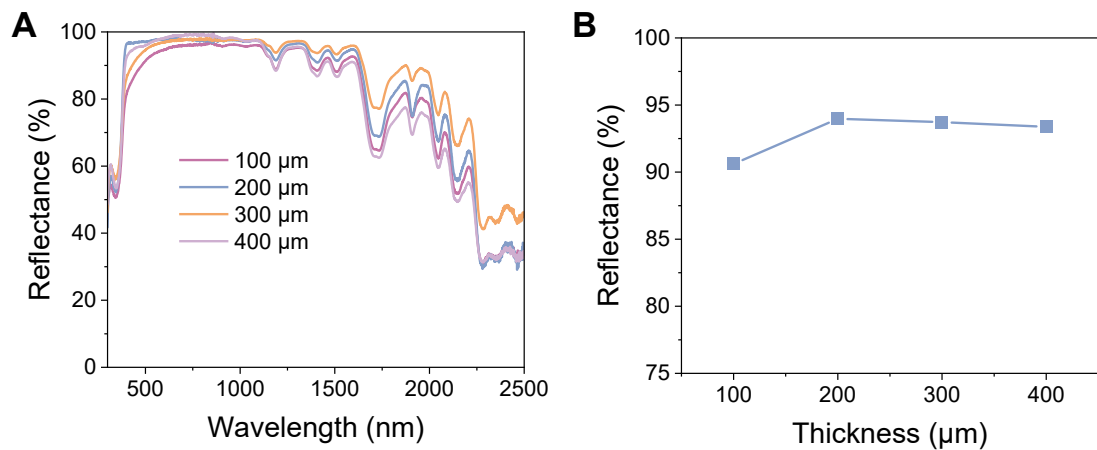 A
Reflectance (%)
100
80
60
40
20
0
100 µm
200 µm
300 µm
400 µm
500
1000
1500
2000
2500
Wavelength (nm)
B
Reflectance (%)
100
95
90
85
80
75
100
200
300
400
Thickness (µm)